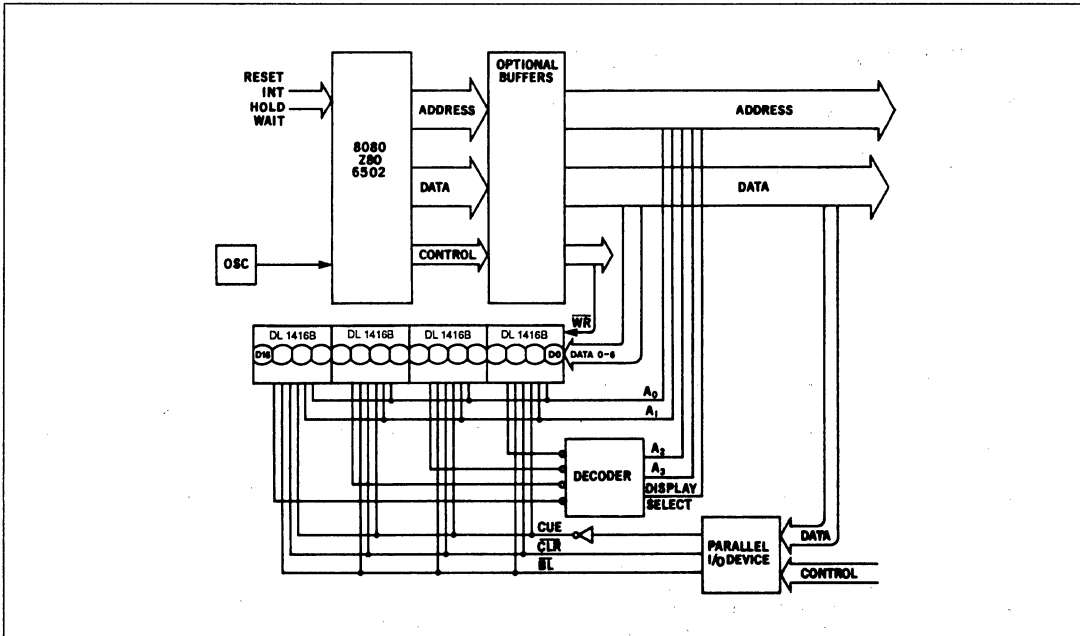 RESET
INT
HOLD
WAIT
8080
Z80
6502
OPTIONAL
BUFFERS
ADDRESS
ADDRESS
DATA
DATA
CONTROL
OSC
WR
DL 1416B
DL 1416B
DL 1416B
DL 1416B
D16
D0
DATA 0-6
A0
A1
DECODER
A2
A3
DISPLAY
SELECT
CUE
CLR
BL
PARALLEL
I/O DEVICE
DATA
CONTROL